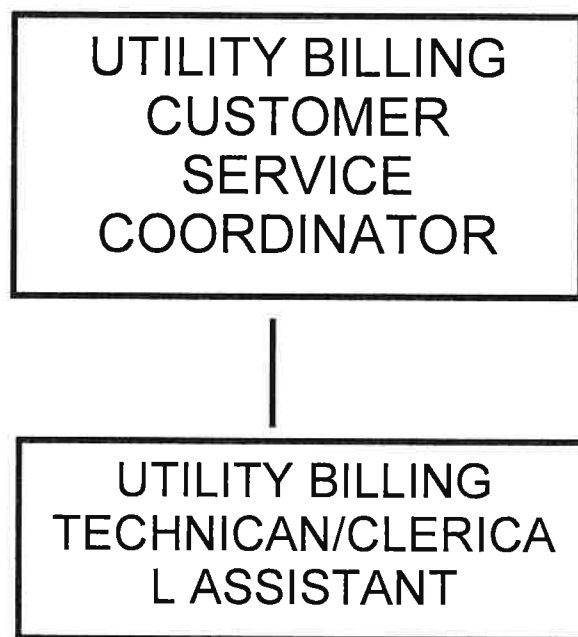 UTILITY BILLING
CUSTOMER
SERVICE
COORDINATOR
UTILITY BILLING
TECHNICAN/CLERICA
L ASSISTANT